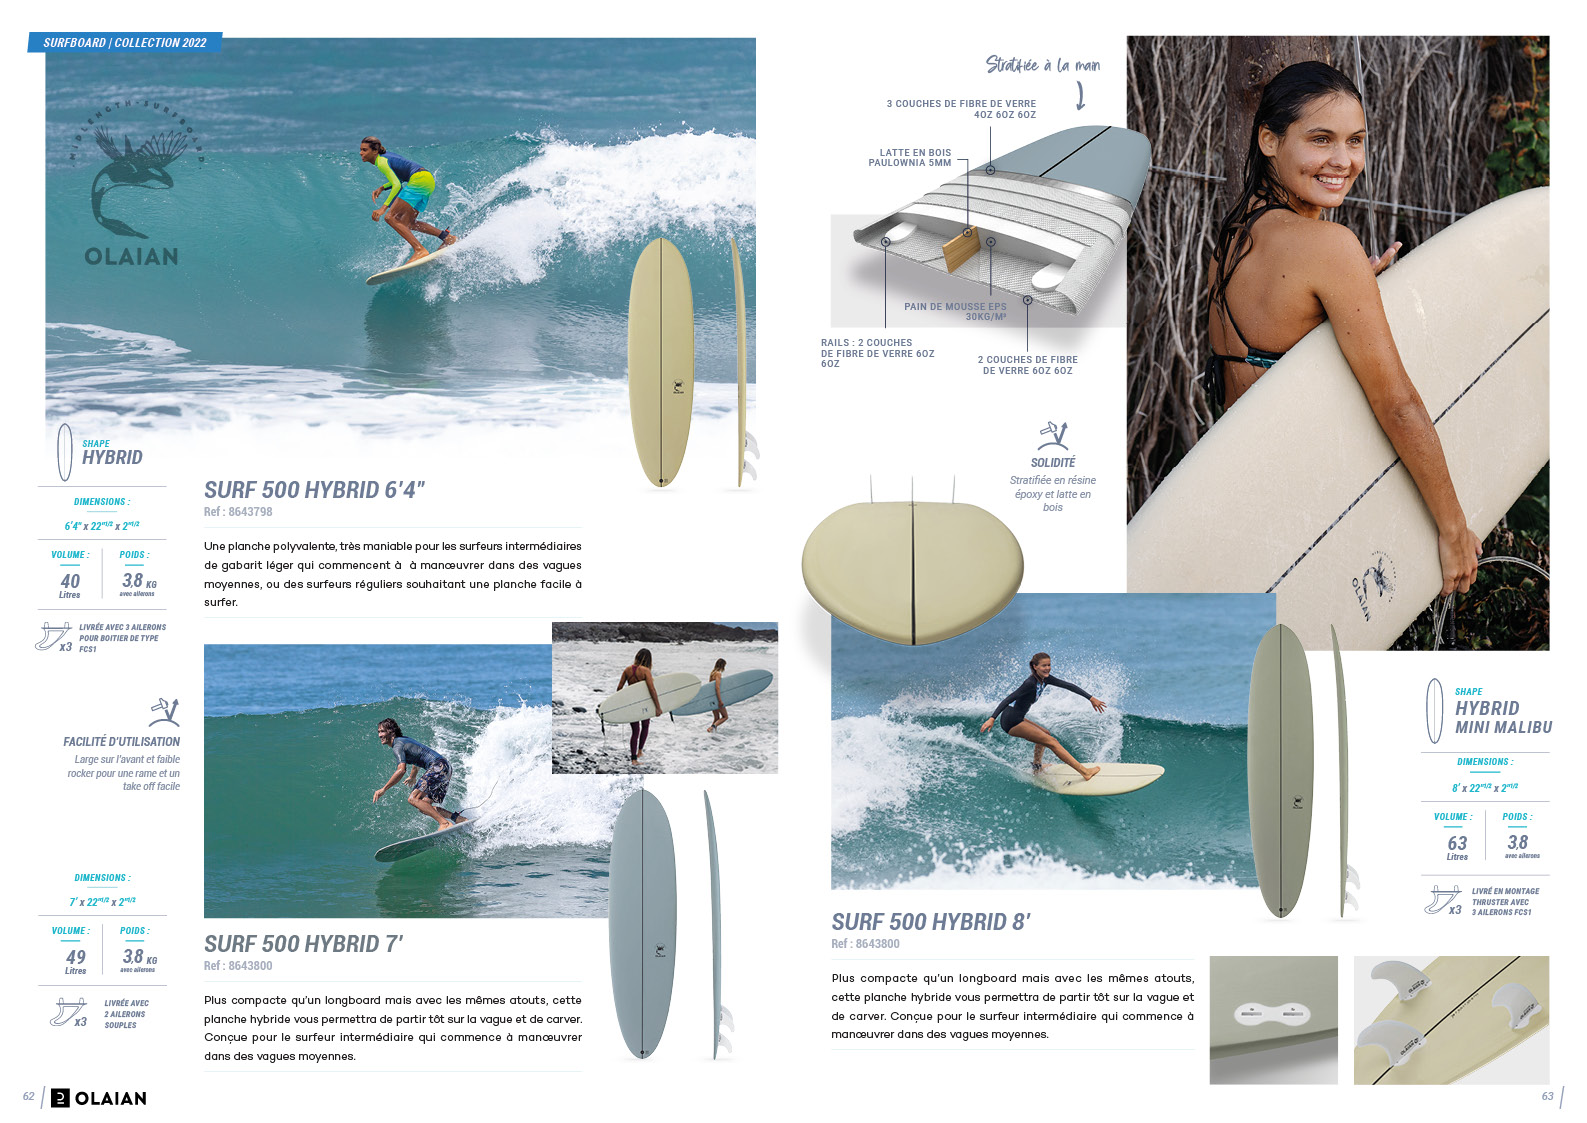 SURFBOARD | COLLECTION 2022
MIDLENGTH-SURFBOARD
OLAIAN
SHAPE
HYBRID
DIMENSIONS :
6'4" x 22"1/2 x 2"1/2
VOLUME :
POIDS :
40
Litres
3,8 KG
avec ailerons
x3
LIVRÉE AVEC 3 AILERONS
POUR BOITIER DE TYPE
FCS1
SURF 500 HYBRID 6'4"
Ref : 8643798
Une planche polyvalente, très maniable pour les surfeurs intermédiaires
de gabarit léger qui commencent à à manœuvrer dans des vagues
moyennes, ou des surfeurs réguliers souhaitant une planche facile à
surfer.
FACILITÉ D'UTILISATION
Large sur l'avant et faible
rocker pour une rame et un
take off facile
DIMENSIONS :
7' x 22"1/2 x 2"1/2
VOLUME :
POIDS :
49
Litres
3,8 KG
avec ailerons
x3
LIVRÉE AVEC
2 AILERONS
SOUPLES
SURF 500 HYBRID 7'
Ref : 8643800
Plus compacte qu'un longboard mais avec les mêmes atouts, cette
planche hybride vous permettra de partir tôt sur la vague et de carver.
Conçue pour le surfeur intermédiaire qui commence à manœuvrer
dans des vagues moyennes.
62
OLAIAN
Stratifiée à la main
3 COUCHES DE FIBRE DE VERRE
4OZ 6OZ 6OZ
LATTE EN BOIS
PAULOWNIA 5MM
PAIN DE MOUSSE EPS
30KG/M³
RAILS : 2 COUCHES
DE FIBRE DE VERRE 6OZ
6OZ
2 COUCHES DE FIBRE
DE VERRE 6OZ 6OZ
SOLIDITÉ
Stratifiée en résine
époxy et latte en
bois
OLAIAN
SHAPE
HYBRID
MINI MALIBU
DIMENSIONS :
8' x 22"1/2 x 2"1/2
VOLUME :
POIDS :
63
Litres
3,8
avec ailerons
x3
LIVRÉ EN MONTAGE
THRUSTER AVEC
3 AILERONS FCS1
SURF 500 HYBRID 8'
Ref : 8643800
Plus compacte qu'un longboard mais avec les mêmes atouts,
cette planche hybride vous permettra de partir tôt sur la vague et
de carver. Conçue pour le surfeur intermédiaire qui commence à
manœuvrer dans des vagues moyennes.
63